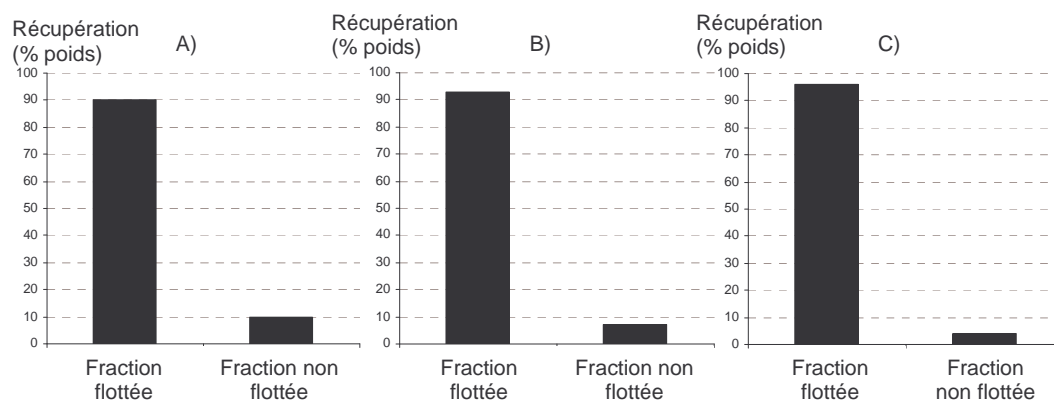 Récupération
(% poids)
A)
100
90
80
70
60
50
40
30
20
10
0
Fraction
flottée
Fraction non
flottée
Récupération
(% poids)
B)
100
90
80
70
60
50
40
30
20
10
0
Fraction
flottée
Fraction non
flottée
Récupération
(% poids)
C)
100
90
80
70
60
50
40
30
20
10
0
Fraction
flottée
Fraction
non flottée